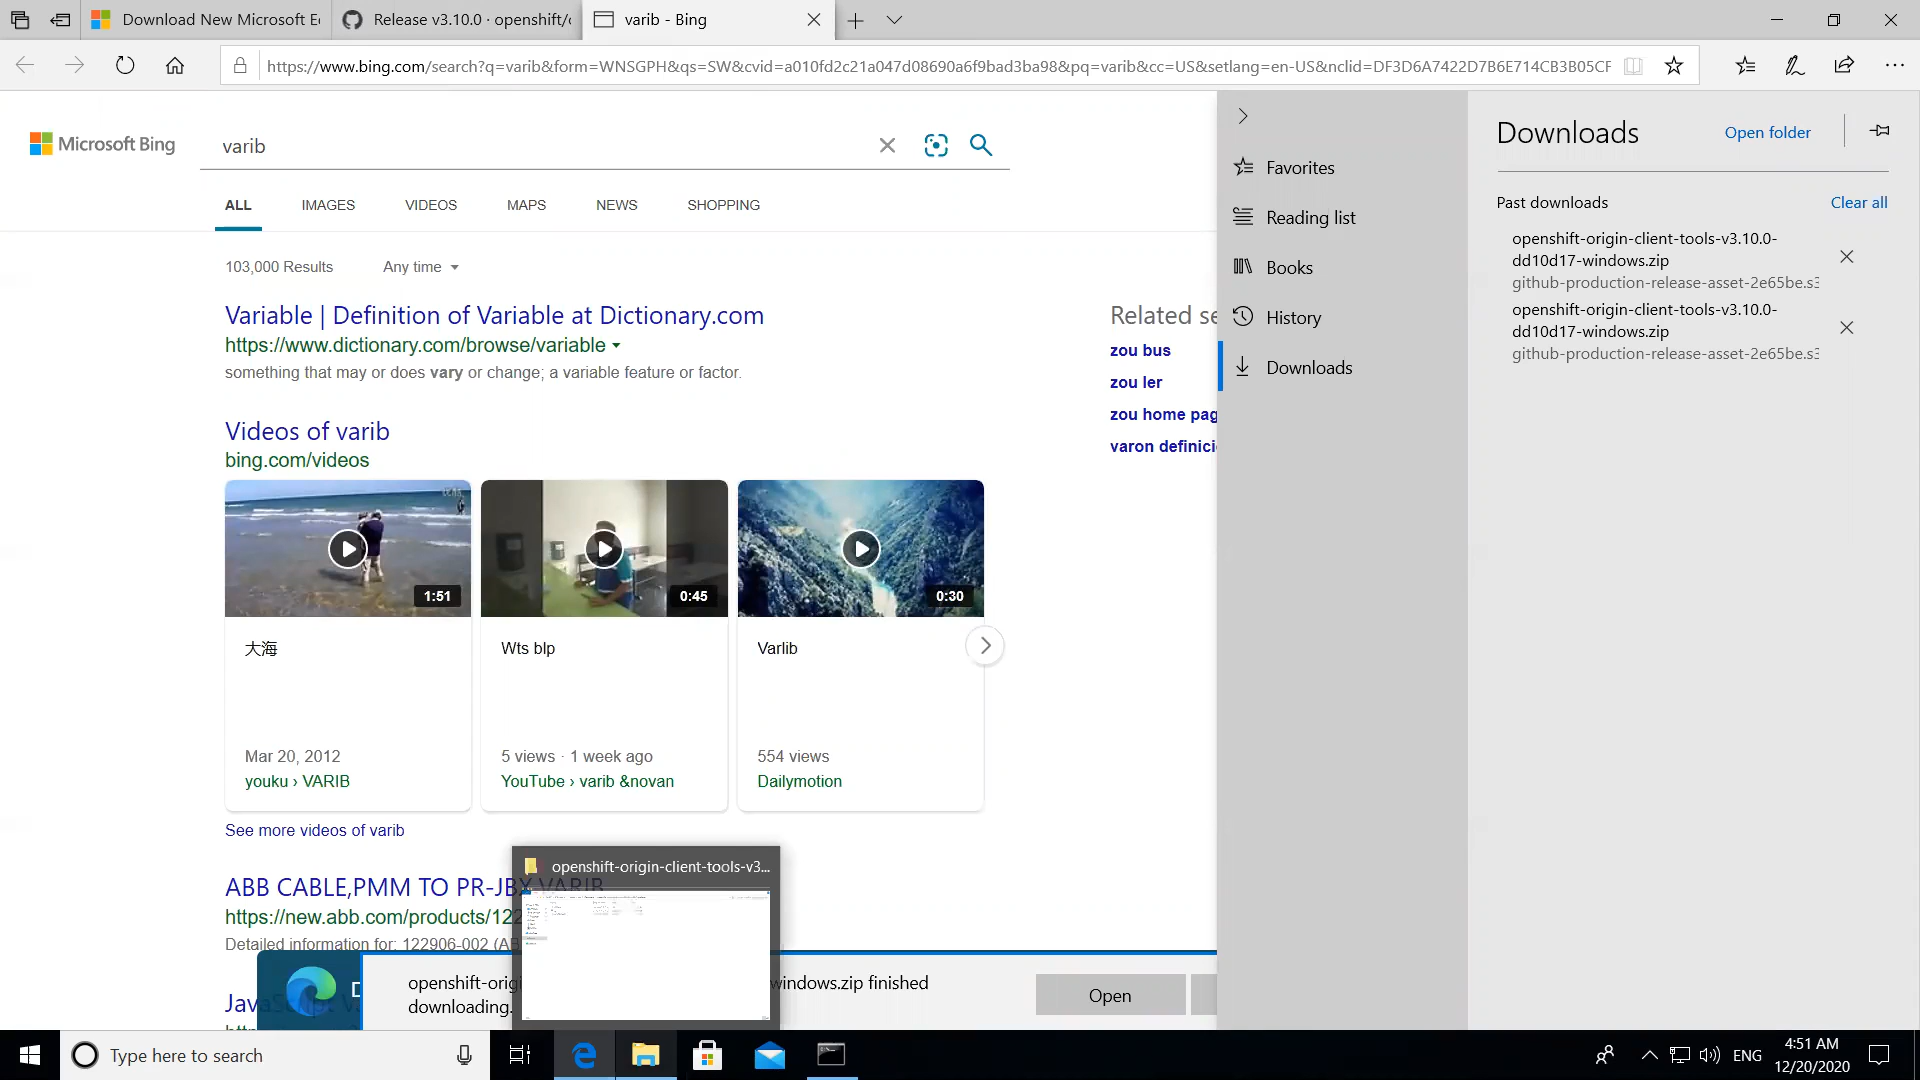 Download New Microsoft E
Release v3.10.0 · openshift/
varib - Bing
https://www.bing.com/search?q=varib&form=WNSGPH&qs=SW&cvid=a010fd2c21a047d08690a6f9bad3ba98&pq=varib&cc=US&setlang=en-US&nclid=DF3D6A7422D7B6E714CB3B05CF
Microsoft Bing
varib
ALL
IMAGES
VIDEOS
MAPS
NEWS
SHOPPING
103,000 Results
Any time
Variable | Definition of Variable at Dictionary.com
https://www.dictionary.com/browse/variable
something that may or does vary or change; a variable feature or factor.
Videos of varib
bing.com/videos
1:51
0:45
0:30
大海
Wts blp
Varlib
Mar 20, 2012
5 views · 1 week ago
554 views
youku › VARIB
YouTube › varib &novan
Dailymotion
See more videos of varib
ABB CABLE,PMM TO PR-JBX VARIB
https://new.abb.com/products/122
Detailed information for: 122906-002 (AB
JavaScript Va
Related se
zou bus
zou ler
zou home pag
varon definici
Favorites
Reading list
Books
History
Downloads
Downloads
Open folder
Past downloads
Clear all
openshift-origin-client-tools-v3.10.0-
dd10d17-windows.zip
github-production-release-asset-2e65be.s3
openshift-origin-client-tools-v3.10.0-
dd10d17-windows.zip
github-production-release-asset-2e65be.s3
openshift-origin-client-tools-v3...
openshift-origi
windows.zip finished
downloading.
Open
Type here to search
ENG
4:51 AM
12/20/2020